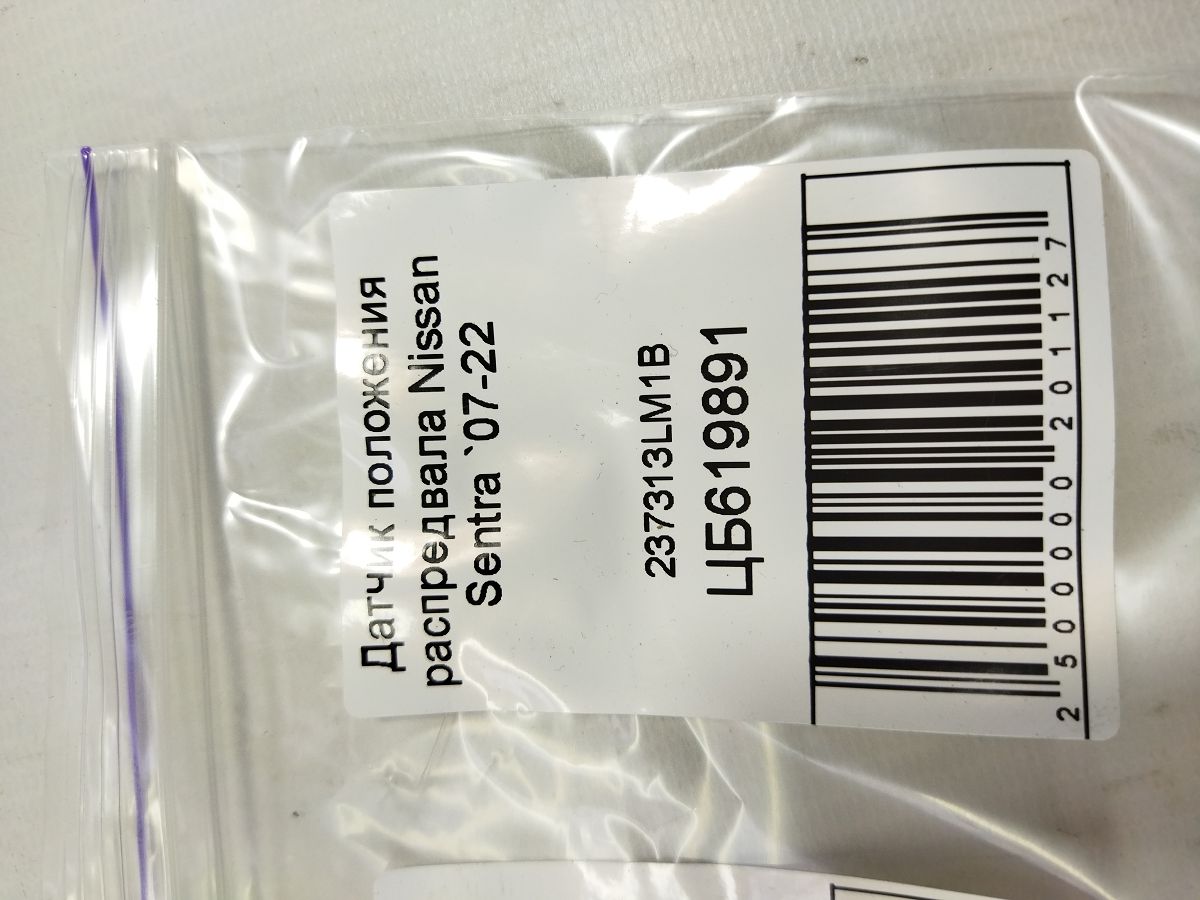 Датчик положения
распредвала Nissan
Sentra `07-22
237313LM1B
ЦБ619891
2500000201127